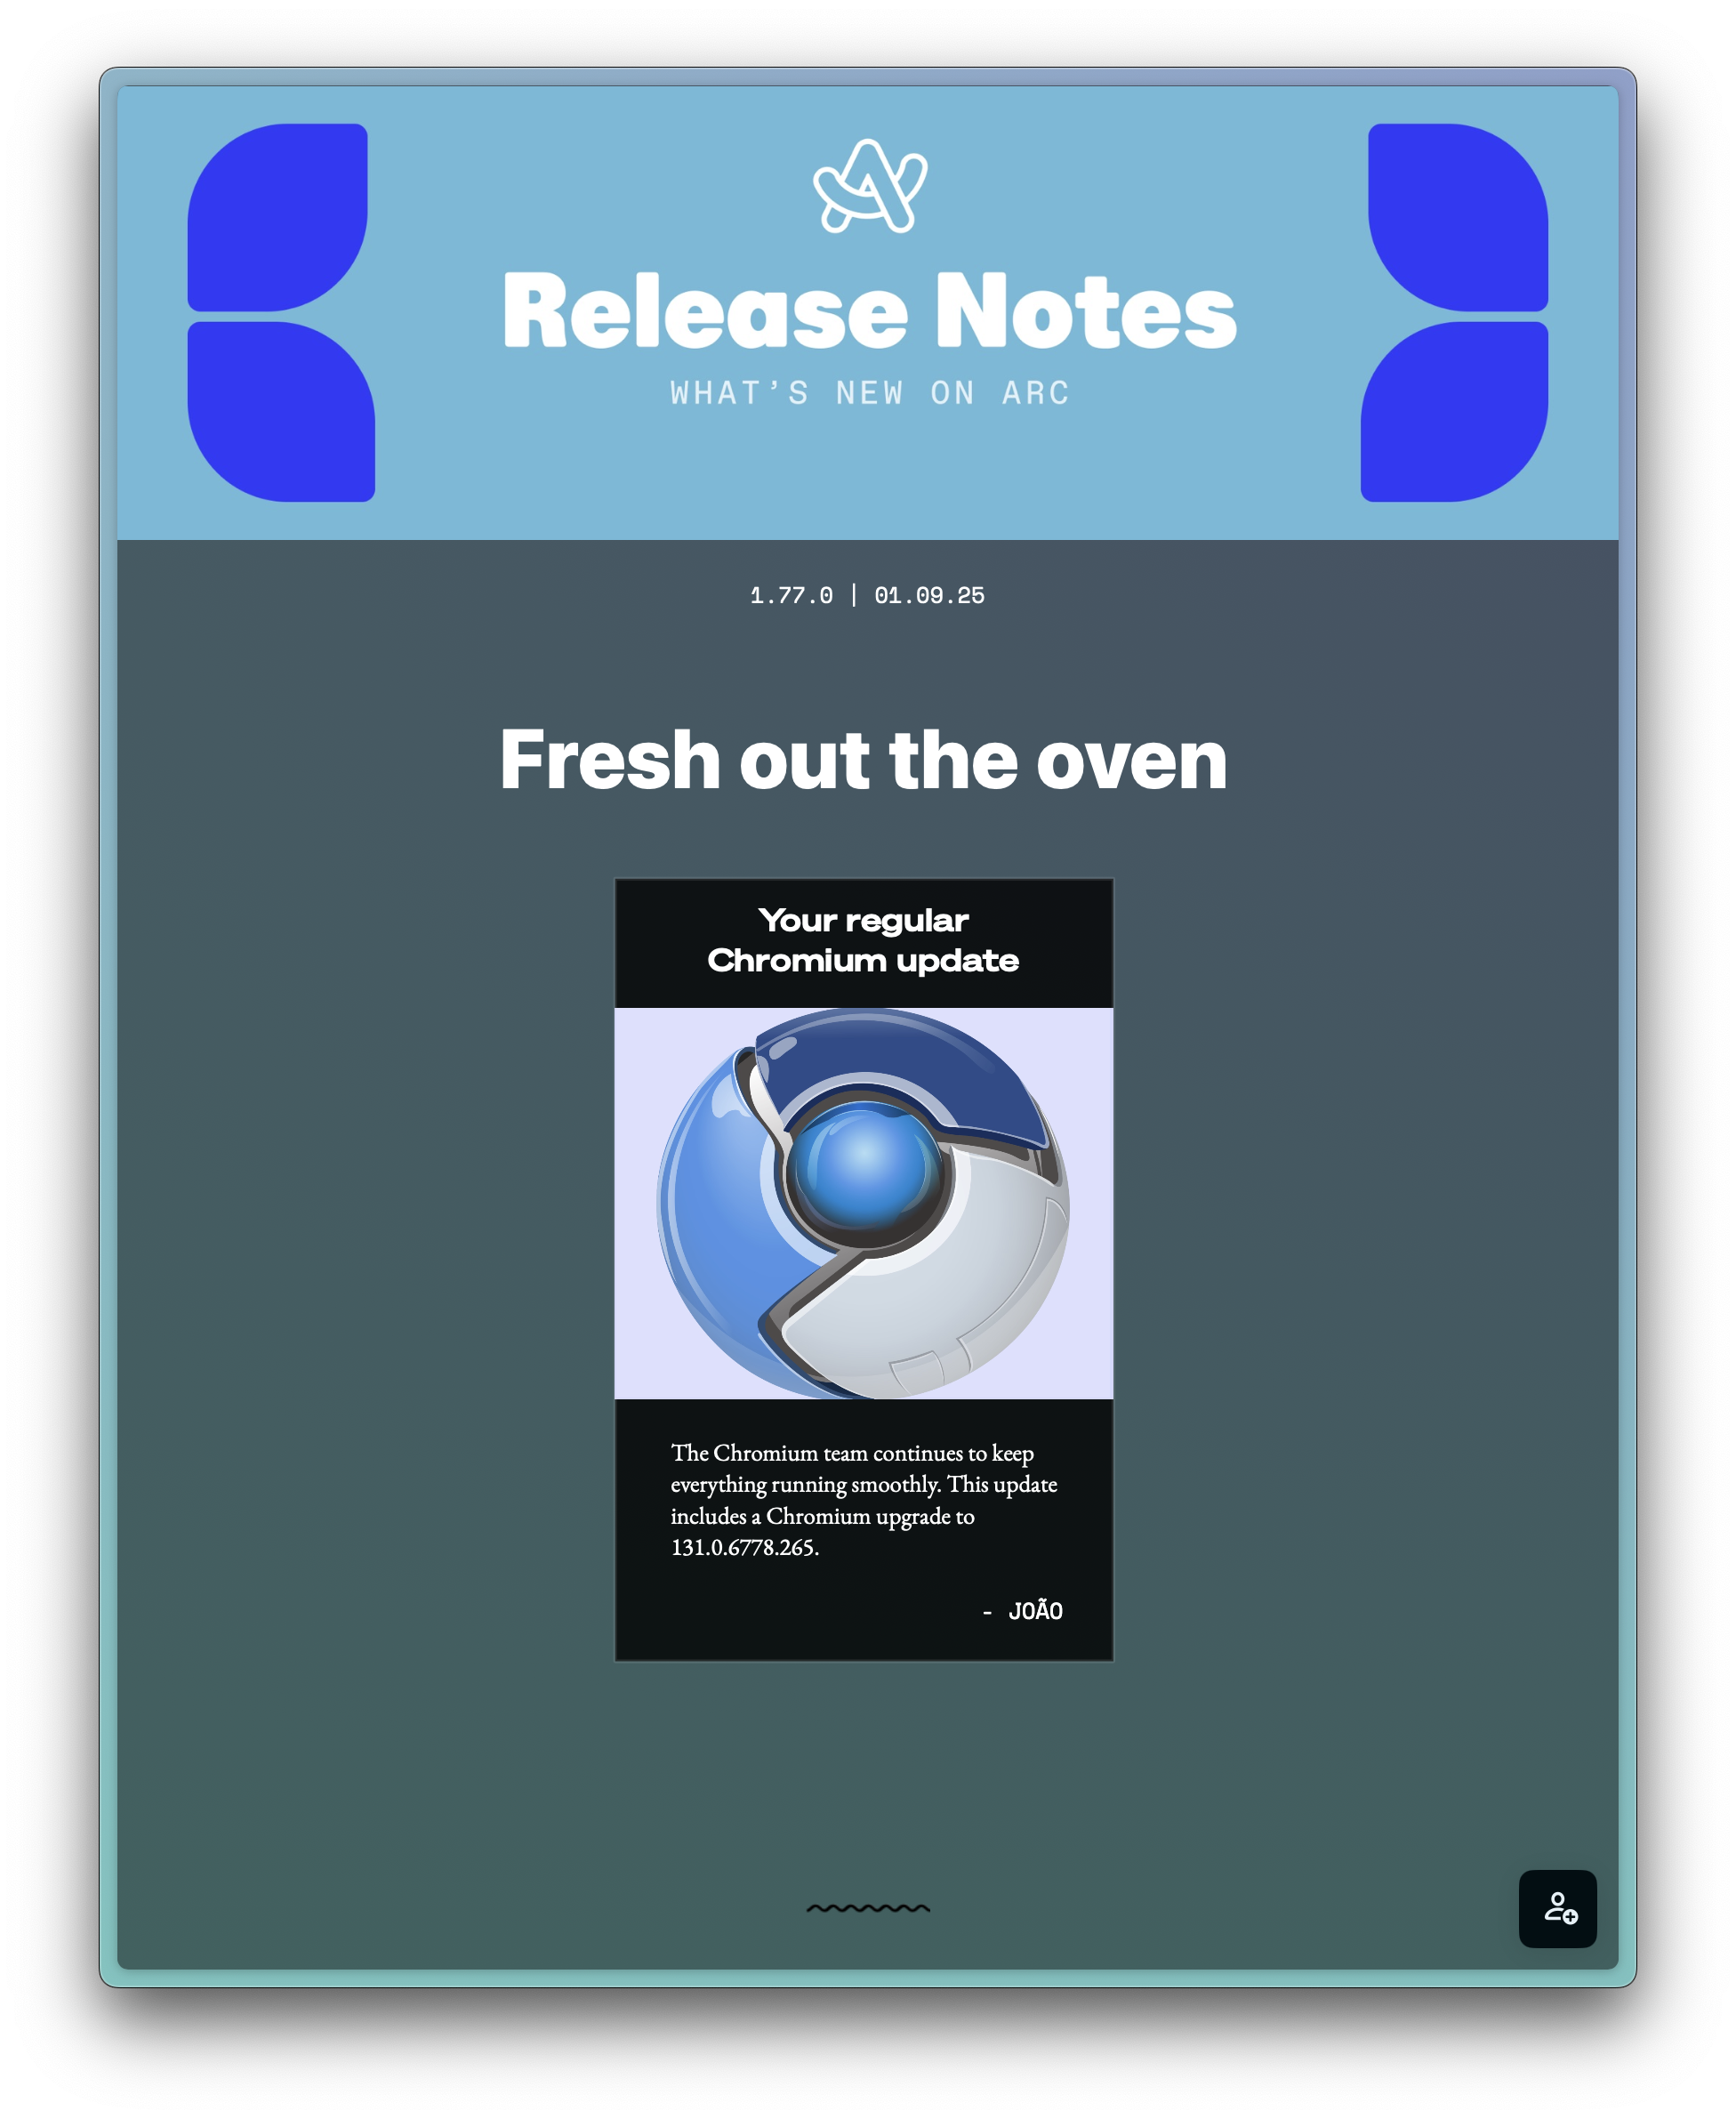 Release Notes
WHAT’S NEW ON ARC
1.77.0 | 01.09.25
Fresh out the oven
Your regular
Chromium update
The Chromium team continues to keep
everything running smoothly. This update
includes a Chromium upgrade to
131.0.6778.265.
- JOÃO